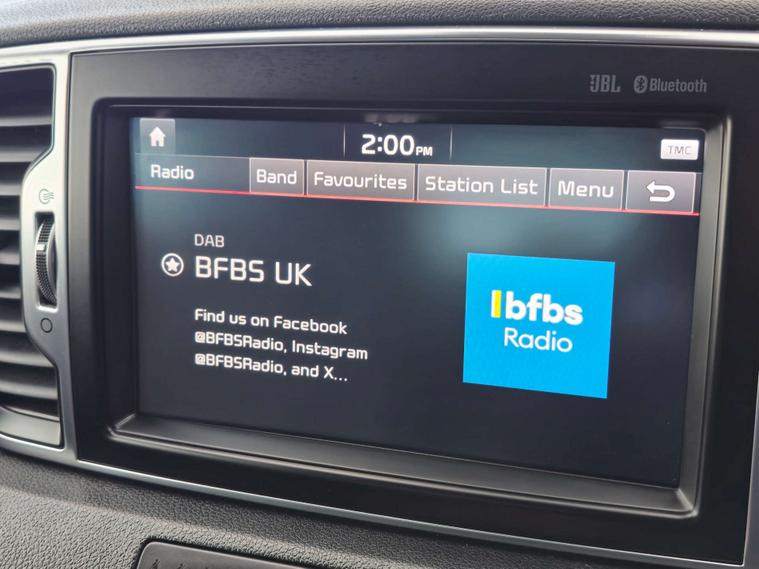 JBL Bluetooth
2:00PM
TMC
Radio Band Favourites Station List Menu
DAB
BFBS UK
Find us on Facebook
@BFBSRadio, Instagram
@BFBSRadio, and X...
bfbs
Radio